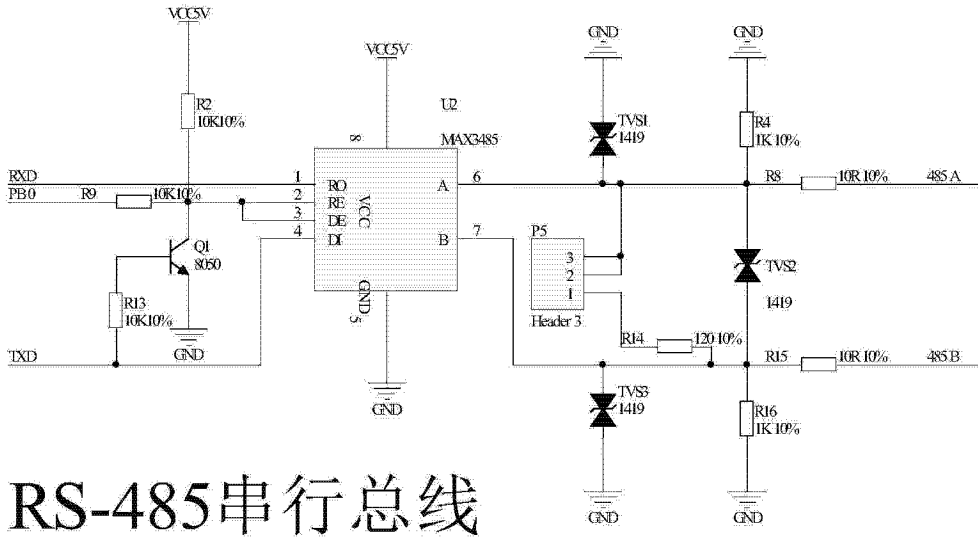 VCC5V
R2
10K10%
VCC5V
U2
MAX3485
GND
TVS1
1419
GND
R4
1K 10%
RXD
PB0
R9
10K10%
8
1
2
3
4
RO
RE
DE
DI
VCC
GND
5
A
B
6
7
R8
10R 10%
485 A
Q1
8050
R13
10K10%
GND
TXD
GND
P5
3
2
1
Header 3
R14
120 10%
TVS2
1419
R15
10R 10%
485 B
TVS3
1419
R16
1K 10%
GND
GND
RS-485串行总线